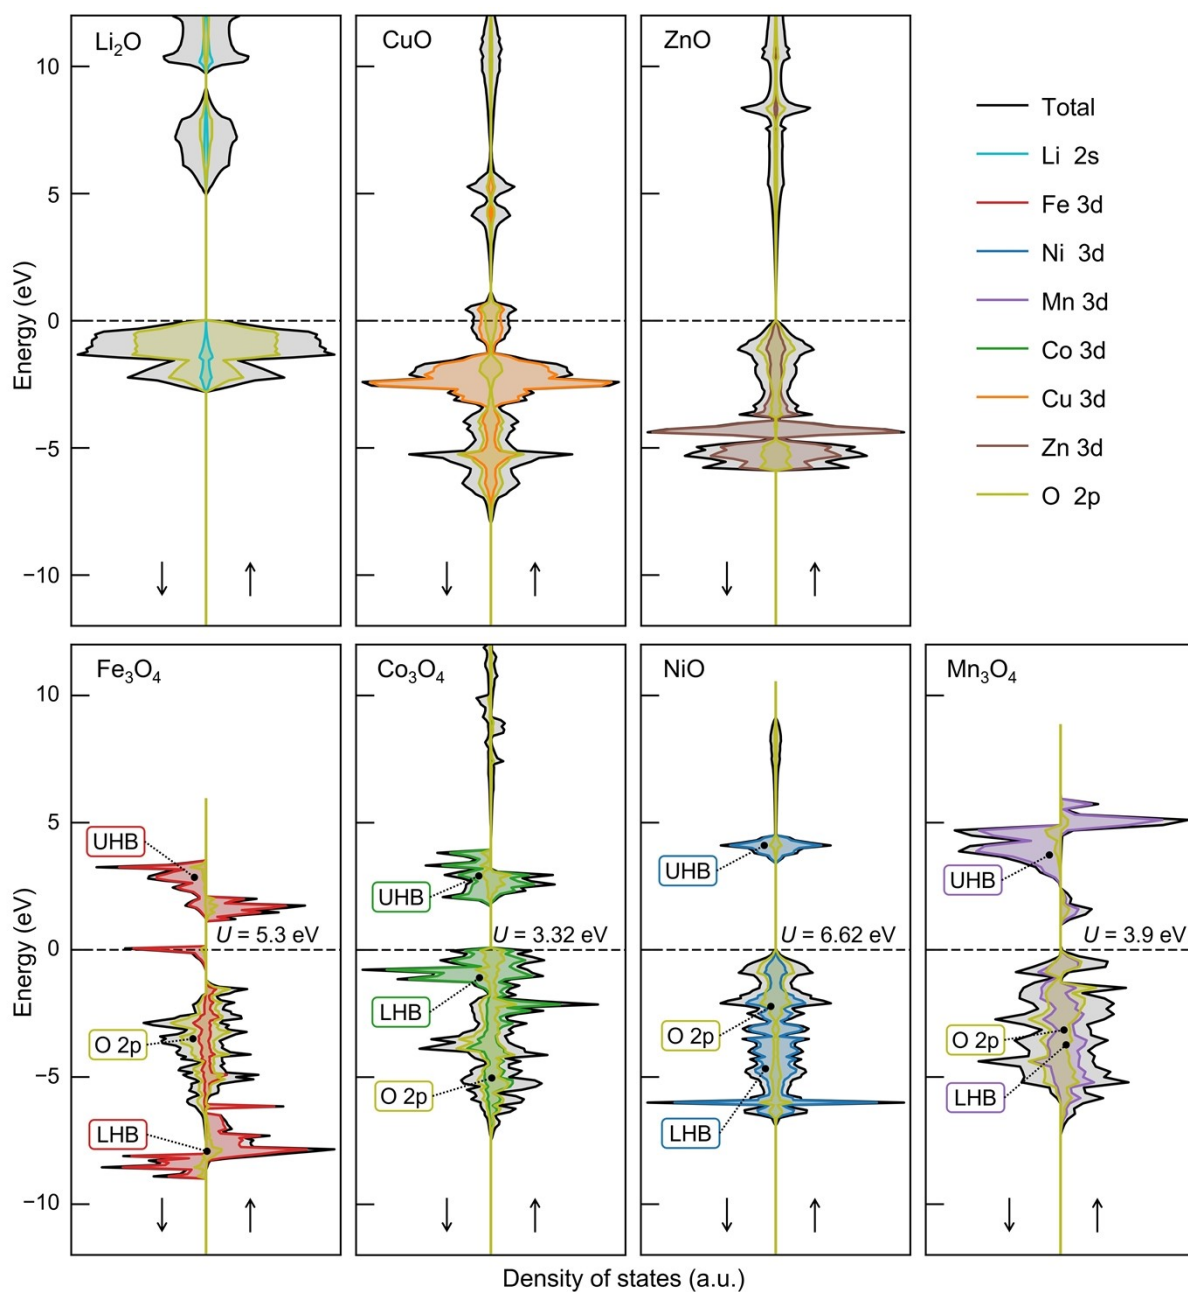 Li₂O
CuO
ZnO
10
5
0
−5
−10
Energy (eV)
↓ ↑
↓ ↑
↓ ↑
Total
Li 2s
Fe 3d
Ni 3d
Mn 3d
Co 3d
Cu 3d
Zn 3d
O 2p
Fe₃O₄
Co₃O₄
NiO
Mn₃O₄
10
5
0
−5
−10
Energy (eV)
UHB
U = 5.3 eV
O 2p
LHB
↓ ↑
UHB
U = 3.32 eV
LHB
O 2p
↓ ↑
UHB
U = 6.62 eV
O 2p
LHB
↓ ↑
UHB
U = 3.9 eV
O 2p
LHB
↓ ↑
Density of states (a.u.)